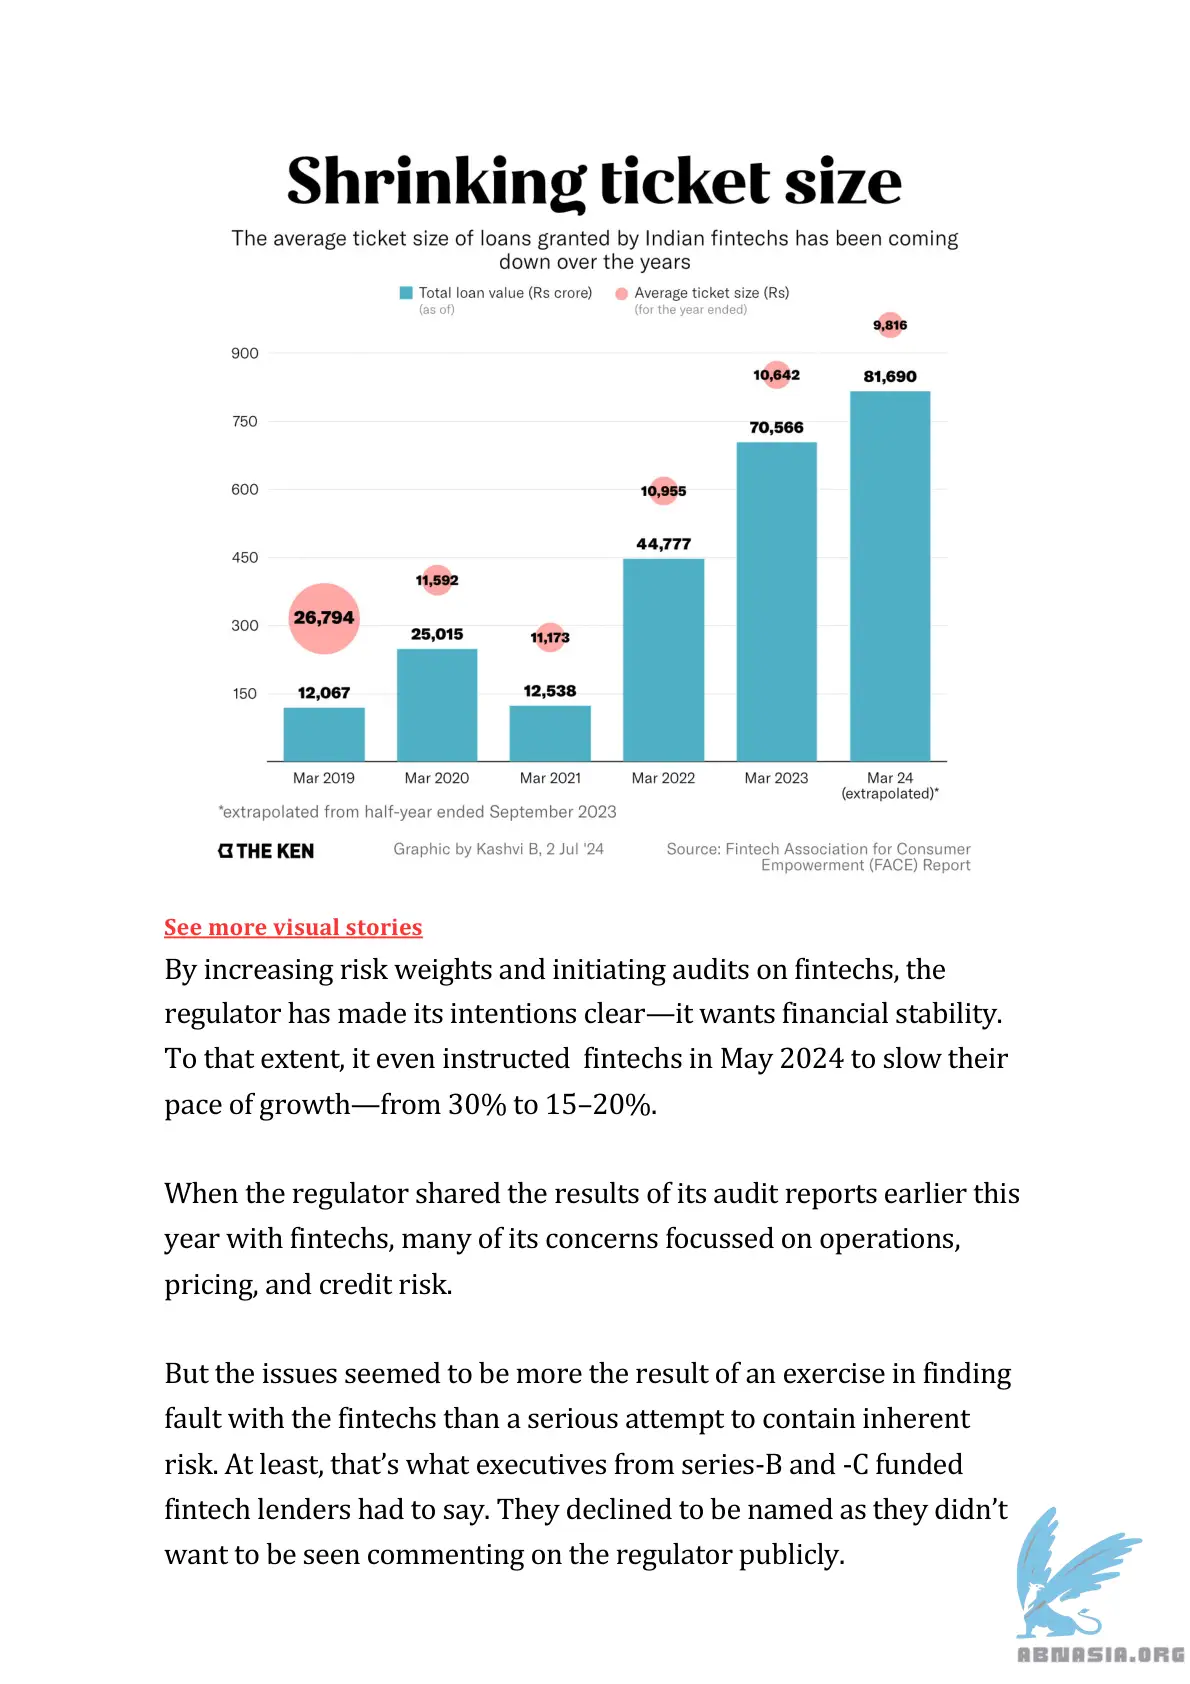 Shrinking ticket size
The average ticket size of loans granted by Indian fintechs has been coming
down over the years
Total loan value (Rs crore)
(as of)
Average ticket size (Rs)
(for the year ended)
900
750
600
450
300
150
26,794
12,067
11,592
25,015
11,173
12,538
10,955
44,777
10,642
70,566
9,816
81,690
Mar 2019
Mar 2020
Mar 2021
Mar 2022
Mar 2023
Mar 24
(extrapolated)*
*extrapolated from half-year ended September 2023
THE KEN
Graphic by Kashvi B, 2 Jul '24
Source: Fintech Association for Consumer
Empowerment (FACE) Report
See more visual stories
By increasing risk weights and initiating audits on fintechs, the
regulator has made its intentions clear—it wants financial stability.
To that extent, it even instructed  fintechs in May 2024 to slow their
pace of growth—from 30% to 15–20%.
When the regulator shared the results of its audit reports earlier this
year with fintechs, many of its concerns focussed on operations,
pricing, and credit risk.
But the issues seemed to be more the result of an exercise in finding
fault with the fintechs than a serious attempt to contain inherent
risk. At least, that’s what executives from series-B and -C funded
fintech lenders had to say. They declined to be named as they didn’t
want to be seen commenting on the regulator publicly.
ABNASIA.ORG